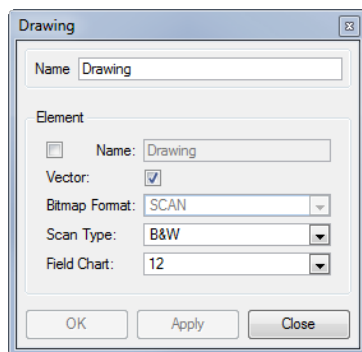 Drawing
Name Drawing
Element
Name: Drawing
Vector:
Bitmap Format: SCAN
Scan Type: B&W
Field Chart: 12
OK Apply Close